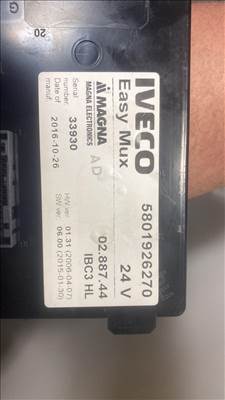 IVECO 5801926270
Easy Mux 24 V
MAGNA 02.887.44
MAGNA ELECTRONICS IBC3 HL
AD
Serial number: 33930 HW ver: 01.31 (2006-04-07)
SW ver: 06.00 (2015-01-30)
Date of manuf: 2016-10-26
20